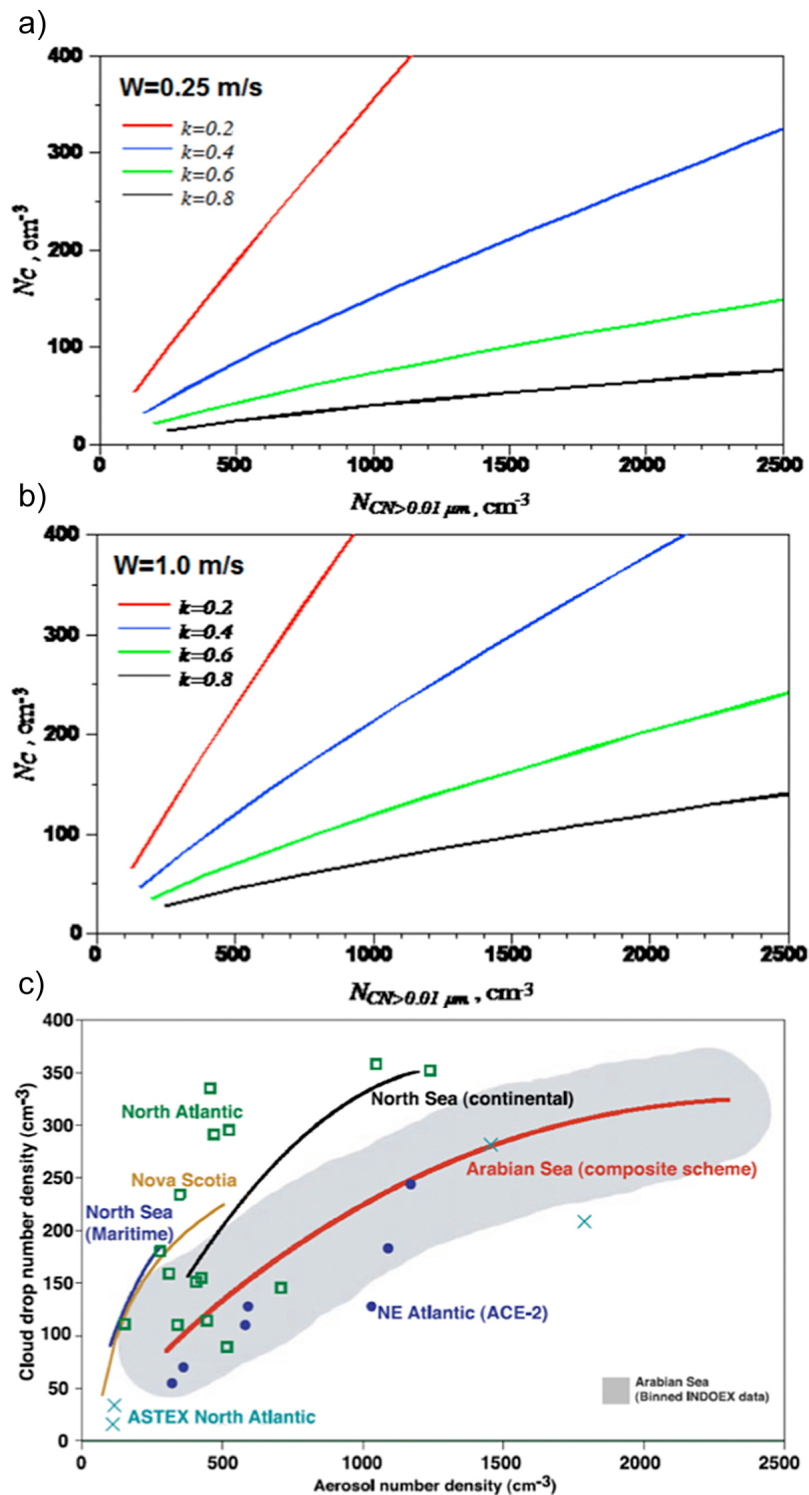 a)
400
300
200
100
0
Nc, cm-3
W=0.25 m/s
k=0.2
k=0.4
k=0.6
k=0.8
0 500 1000 1500 2000 2500
NCN>0.01 μm, cm-3
b)
400
300
200
100
0
Nc, cm-3
W=1.0 m/s
k=0.2
k=0.4
k=0.6
k=0.8
0 500 1000 1500 2000 2500
NCN>0.01 μm, cm-3
c)
400
350
300
250
200
150
100
50
0
Cloud drop number density (cm-3)
North Atlantic
North Sea (continental)
Nova Scotia
Arabian Sea (composite scheme)
North Sea
(Maritime)
NE Atlantic (ACE-2)
Arabian Sea
(Binned INDOEX data)
ASTEX North Atlantic
0 500 1000 1500 2000 2500
Aerosol number density (cm-3)